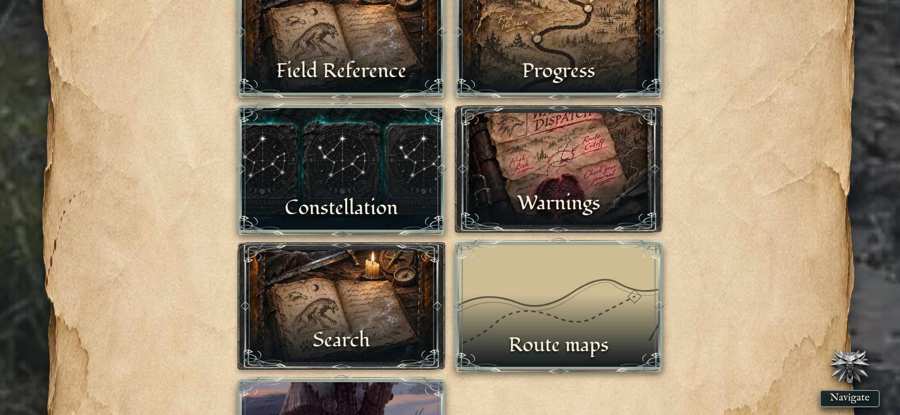 Field Reference
Progress
DISPATCH
Constellation
Warnings
Search
Route maps
Navigate